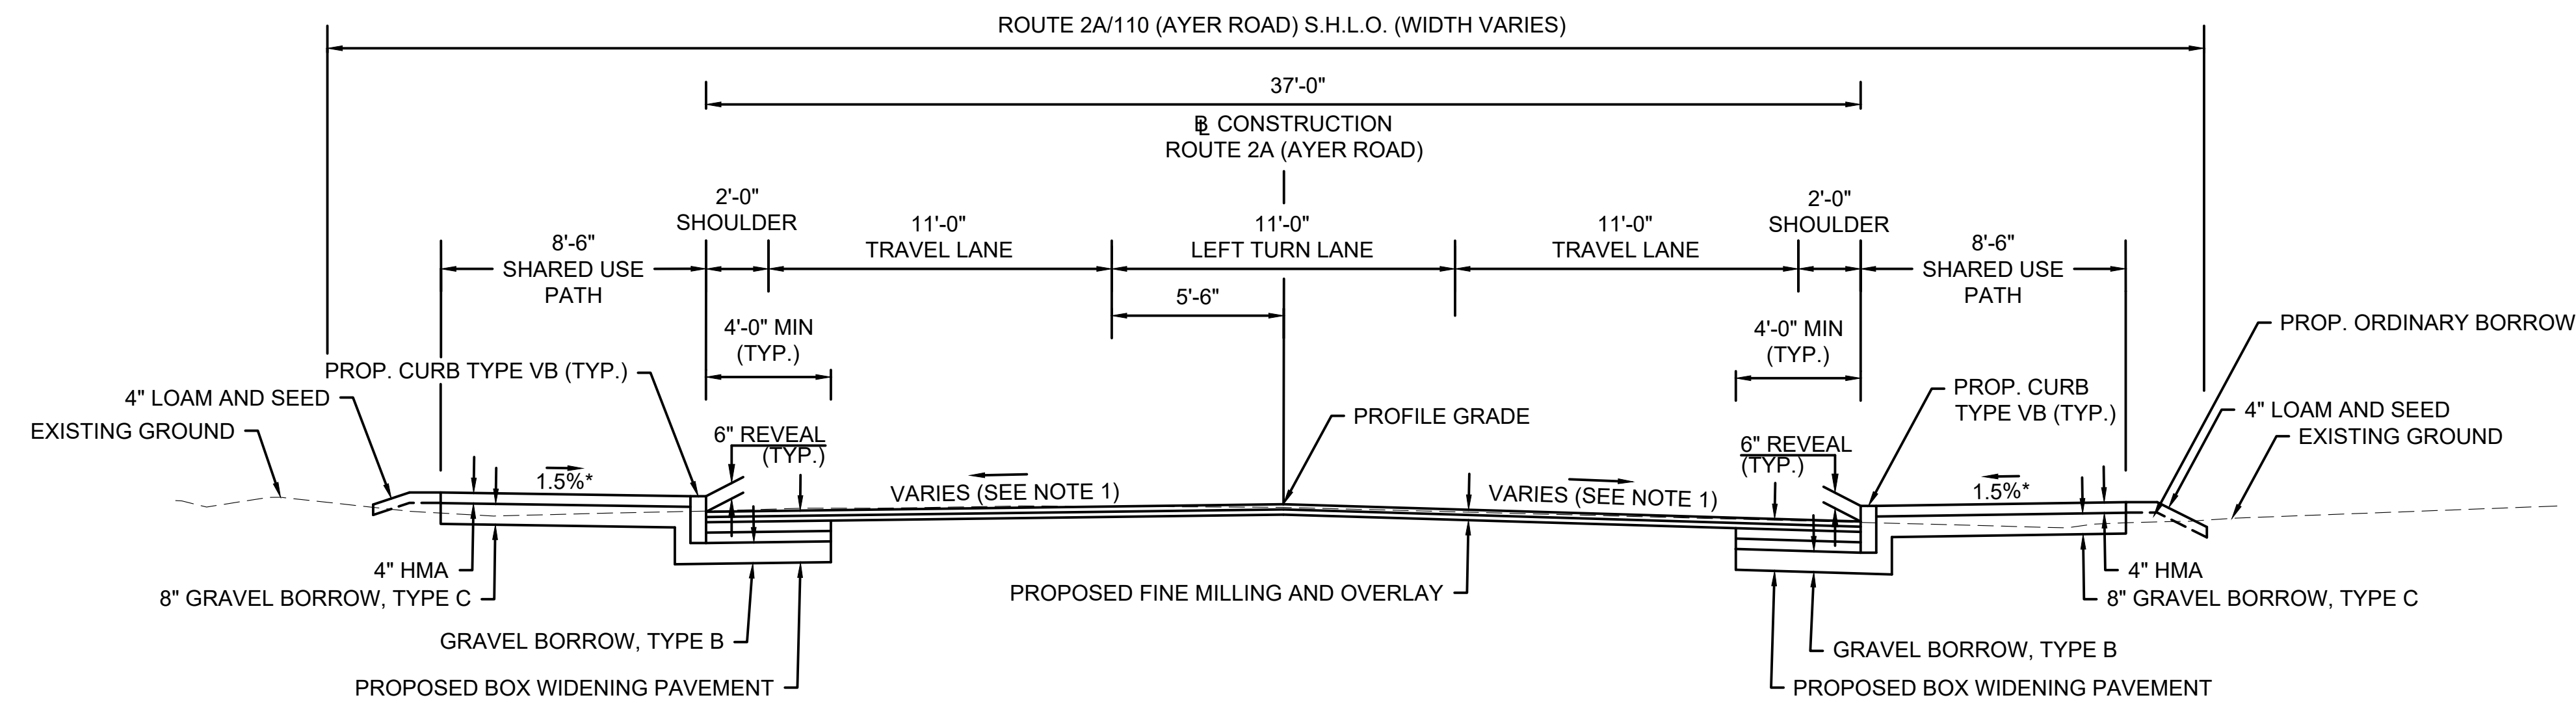 ROUTE 2A/110 (AYER ROAD) S.H.L.O. (WIDTH VARIES)
37'-0"
BL CONSTRUCTION
ROUTE 2A (AYER ROAD)
2'-0"
SHOULDER
11'-0"
TRAVEL LANE
11'-0"
LEFT TURN LANE
11'-0"
TRAVEL LANE
2'-0"
SHOULDER
8'-6"
SHARED USE
PATH
8'-6"
SHARED USE
PATH
5'-6"
4'-0" MIN
(TYP.)
4'-0" MIN
(TYP.)
PROP. ORDINARY BORROW
PROP. CURB TYPE VB (TYP.)
4" LOAM AND SEED
EXISTING GROUND
6" REVEAL
(TYP.)
PROFILE GRADE
6" REVEAL
(TYP.)
PROP. CURB
TYPE VB (TYP.)
4" LOAM AND SEED
EXISTING GROUND
1.5%*
VARIES (SEE NOTE 1)
VARIES (SEE NOTE 1)
1.5%*
4" HMA
8" GRAVEL BORROW, TYPE C
GRAVEL BORROW, TYPE B
PROPOSED BOX WIDENING PAVEMENT
PROPOSED FINE MILLING AND OVERLAY
4" HMA
8" GRAVEL BORROW, TYPE C
GRAVEL BORROW, TYPE B
PROPOSED BOX WIDENING PAVEMENT